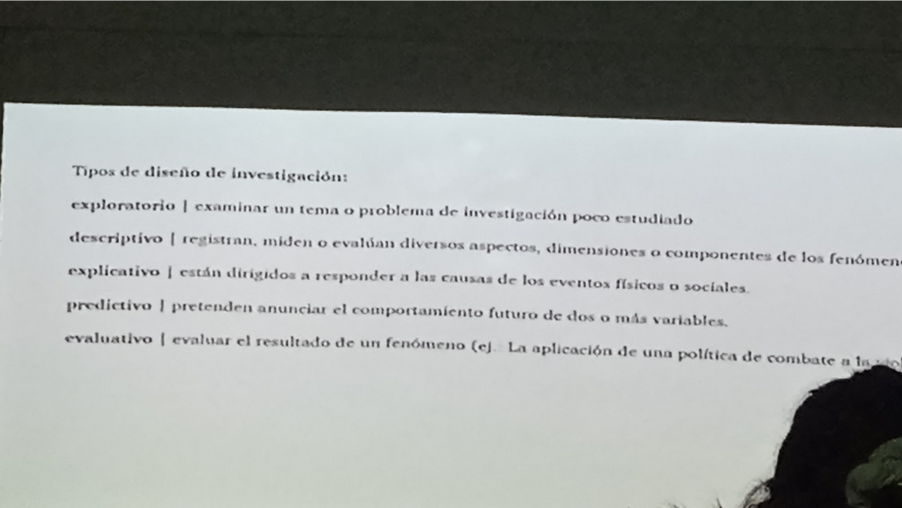 Tipos de diseño de investigación:
exploratorio | examinar un tema o problema de investigación poco estudiado
descriptivo | registran, miden o evalúan diversos aspectos, dimensiones o componentes de los
explicativo | están dirigidos a responder a las causas de los eventos físicos o sociales.
predictivo | pretenden anunciar el comportamiento futuro de dos o más variables.
evaluativo | evaluar el resultado de un fenómeno (ej. La aplicación de una política de combate a la